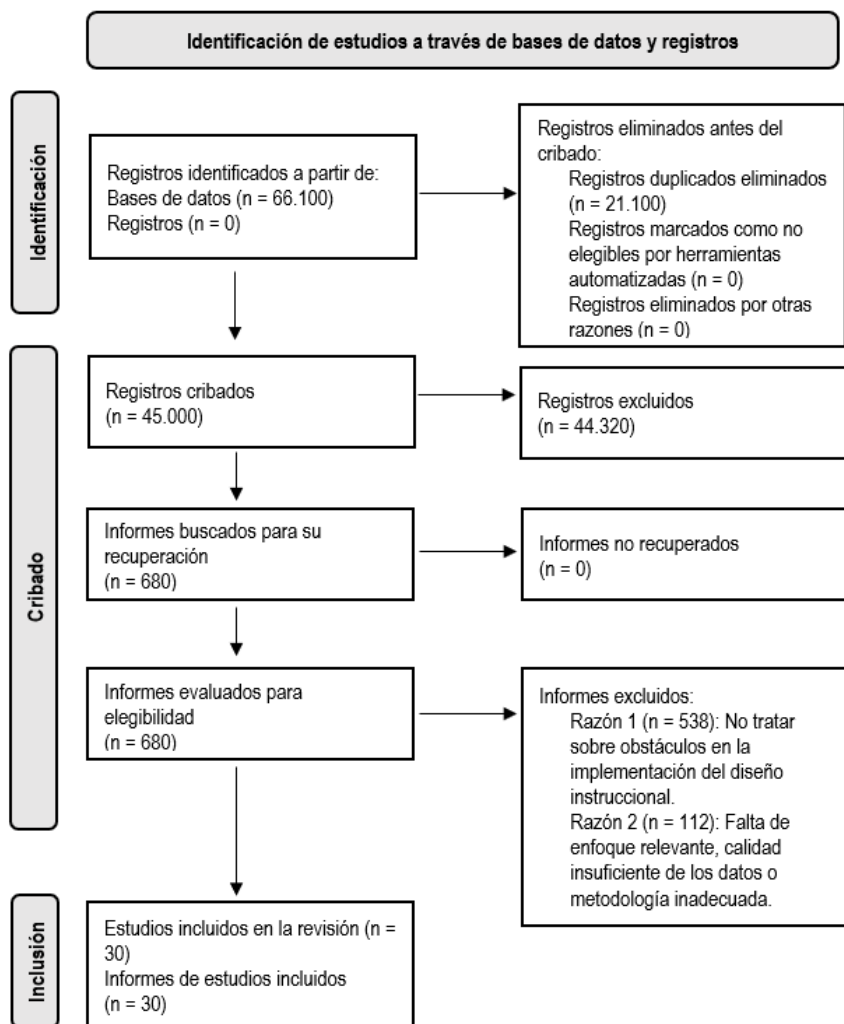 Identificación de estudios a través de bases de datos y registros
Identificación
Registros identificados a partir de:
Bases de datos (n = 66.100)
Registros (n = 0)
Registros eliminados antes del
cribado:
Registros duplicados eliminados
(n = 21.100)
Registros marcados como no
elegibles por herramientas
automatizadas (n = 0)
Registros eliminados por otras
razones (n = 0)
Cribado
Registros cribados
(n = 45.000)
Registros excluidos
(n = 44.320)
Informes buscados para su
recuperación
(n = 680)
Informes no recuperados
(n = 0)
Informes evaluados para
elegibilidad
(n = 680)
Informes excluidos:
Razón 1 (n = 538): No tratar
sobre obstáculos en la
implementación del diseño
instruccional.
Razón 2 (n = 112): Falta de
enfoque relevante, calidad
insuficiente de los datos o
metodología inadecuada.
Inclusión
Estudios incluidos en la revisión (n =
30)
Informes de estudios incluidos
(n = 30)